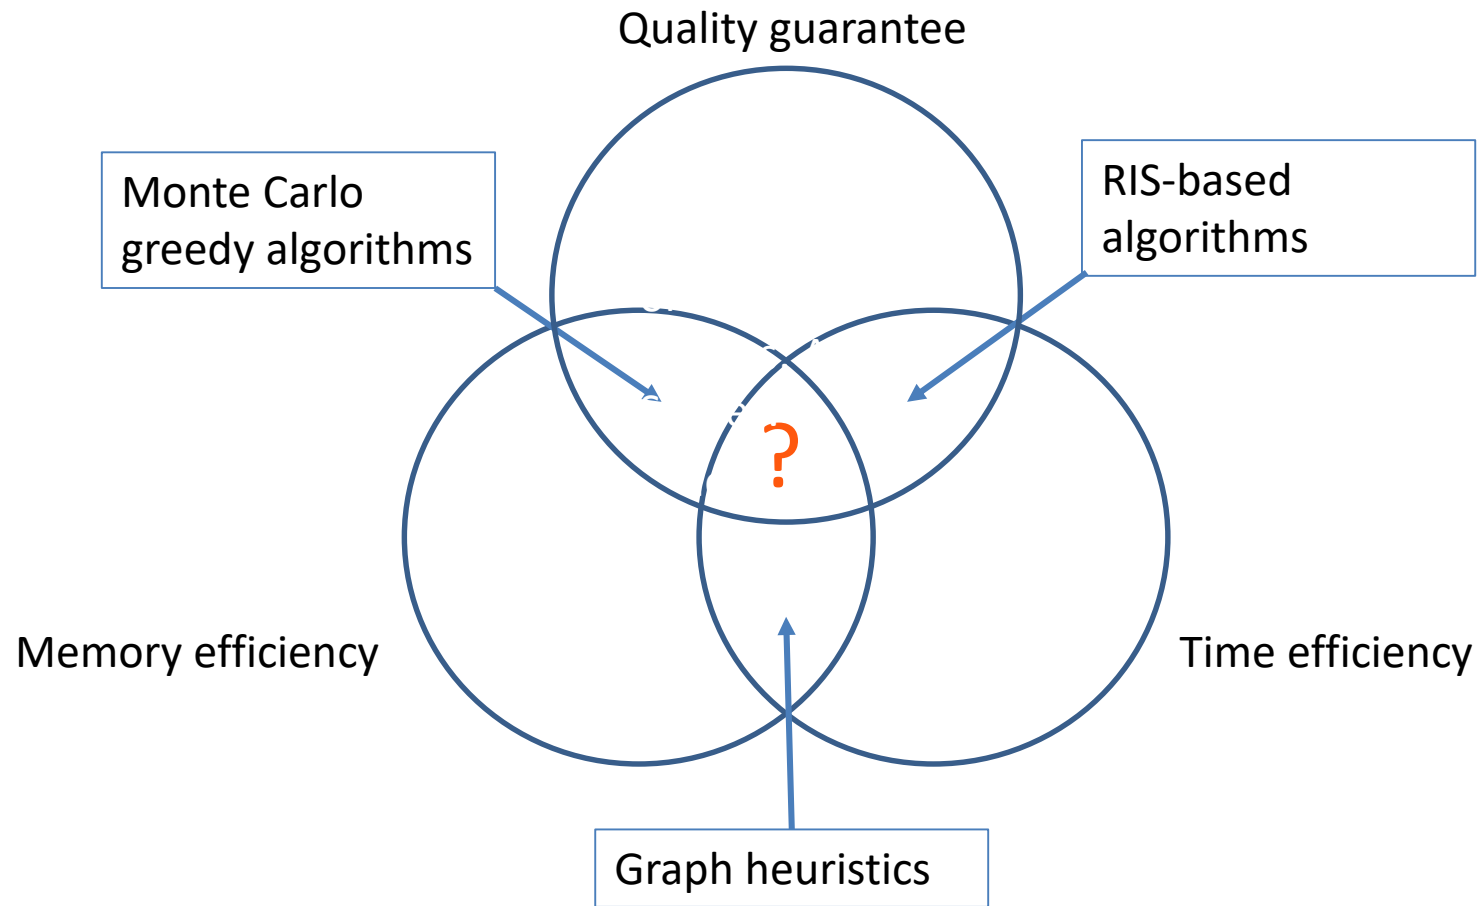 Quality guarantee
Monte Carlo
greedy algorithms
RIS-based
algorithms
?
Memory efficiency
Time efficiency
Graph heuristics